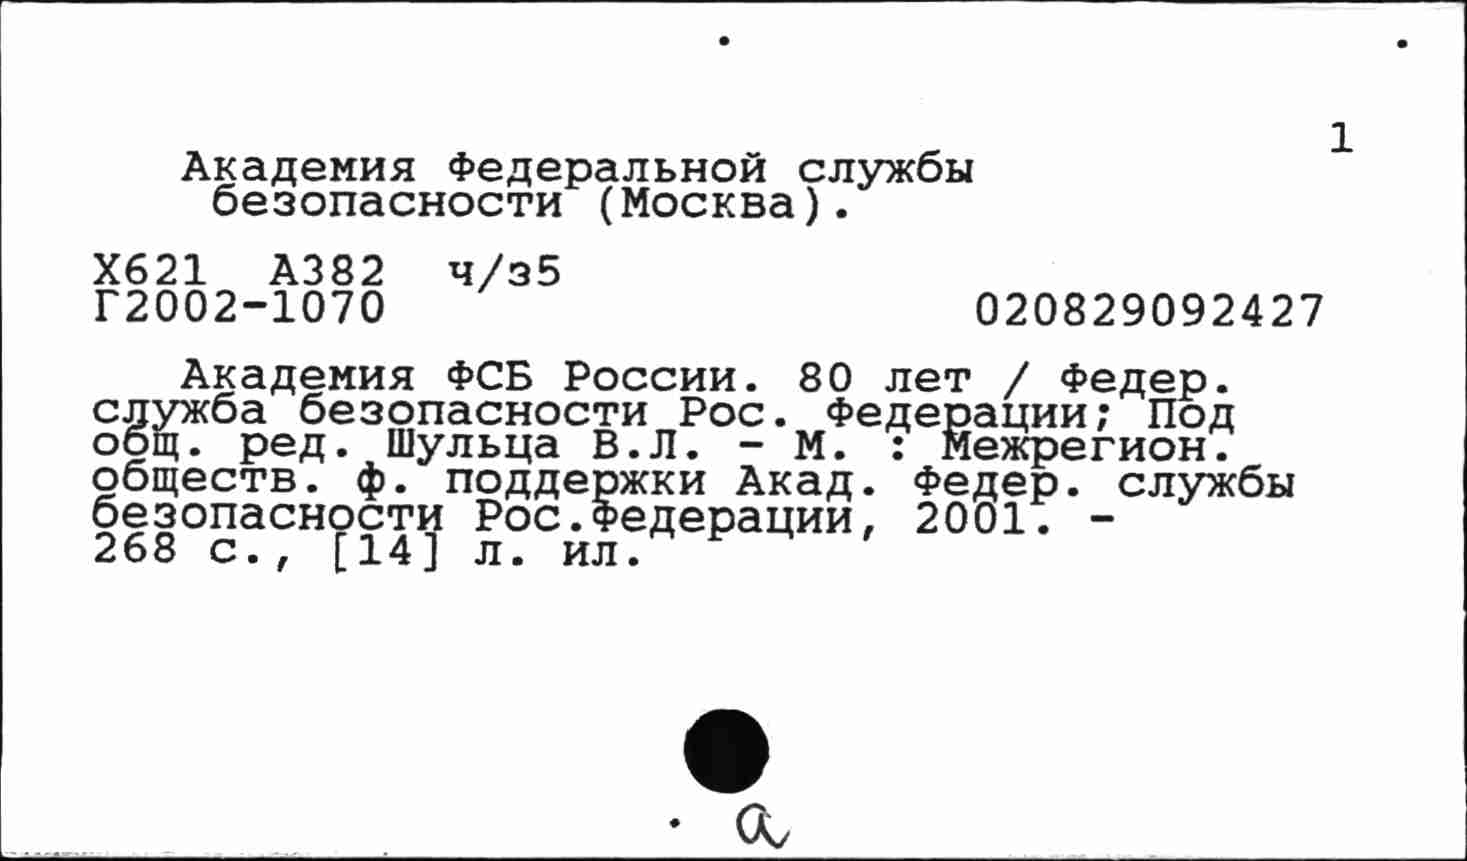 1
Академия Федеральной службы
безопасности (Москва).
Х621 А382 ч/з5
Г2002-1070 020829092427
Академия ФСБ России. 80 лет / Федер.
служба безопасности Рос. Федерации; Под
общ. ред. Шульца В.Л. - М. : Межрегион.
обществ. ф. поддержки Акад. Федер. службы
безопасности Рос.Федерации, 2001. -
268 с., [14] л. ил.
а